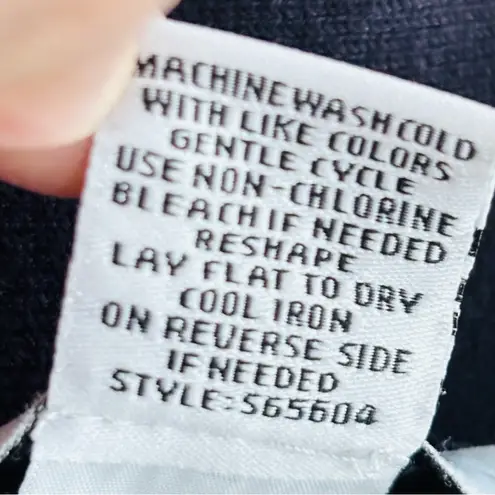 MACHINE WASH COLD
WITH LIKE COLORS
GENTLE CYCLE
USE NON-CHLORINE
BLEACH IF NEEDED
RESHAPE
LAY FLAT TO DRY
COOL IRON
ON REVERSE SIDE
IF NEEDED
STYLE:565604